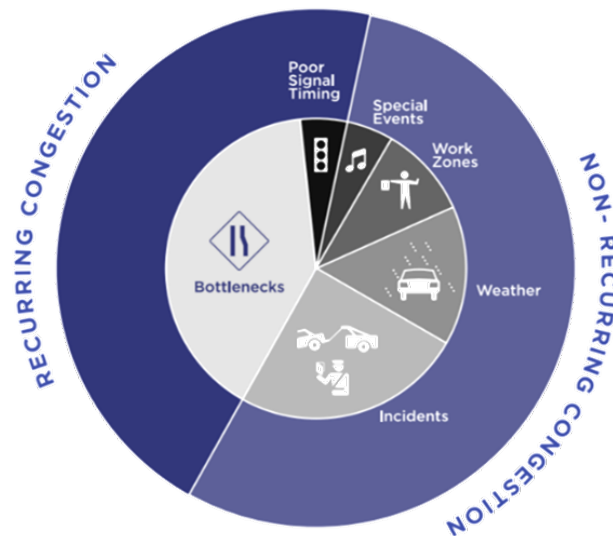 RECURRING CONGESTION
Poor
Signal
Timing
Special
Events
Work
Zones
Weather
Incidents
Bottlenecks
NON- RECURRING CONGESTION